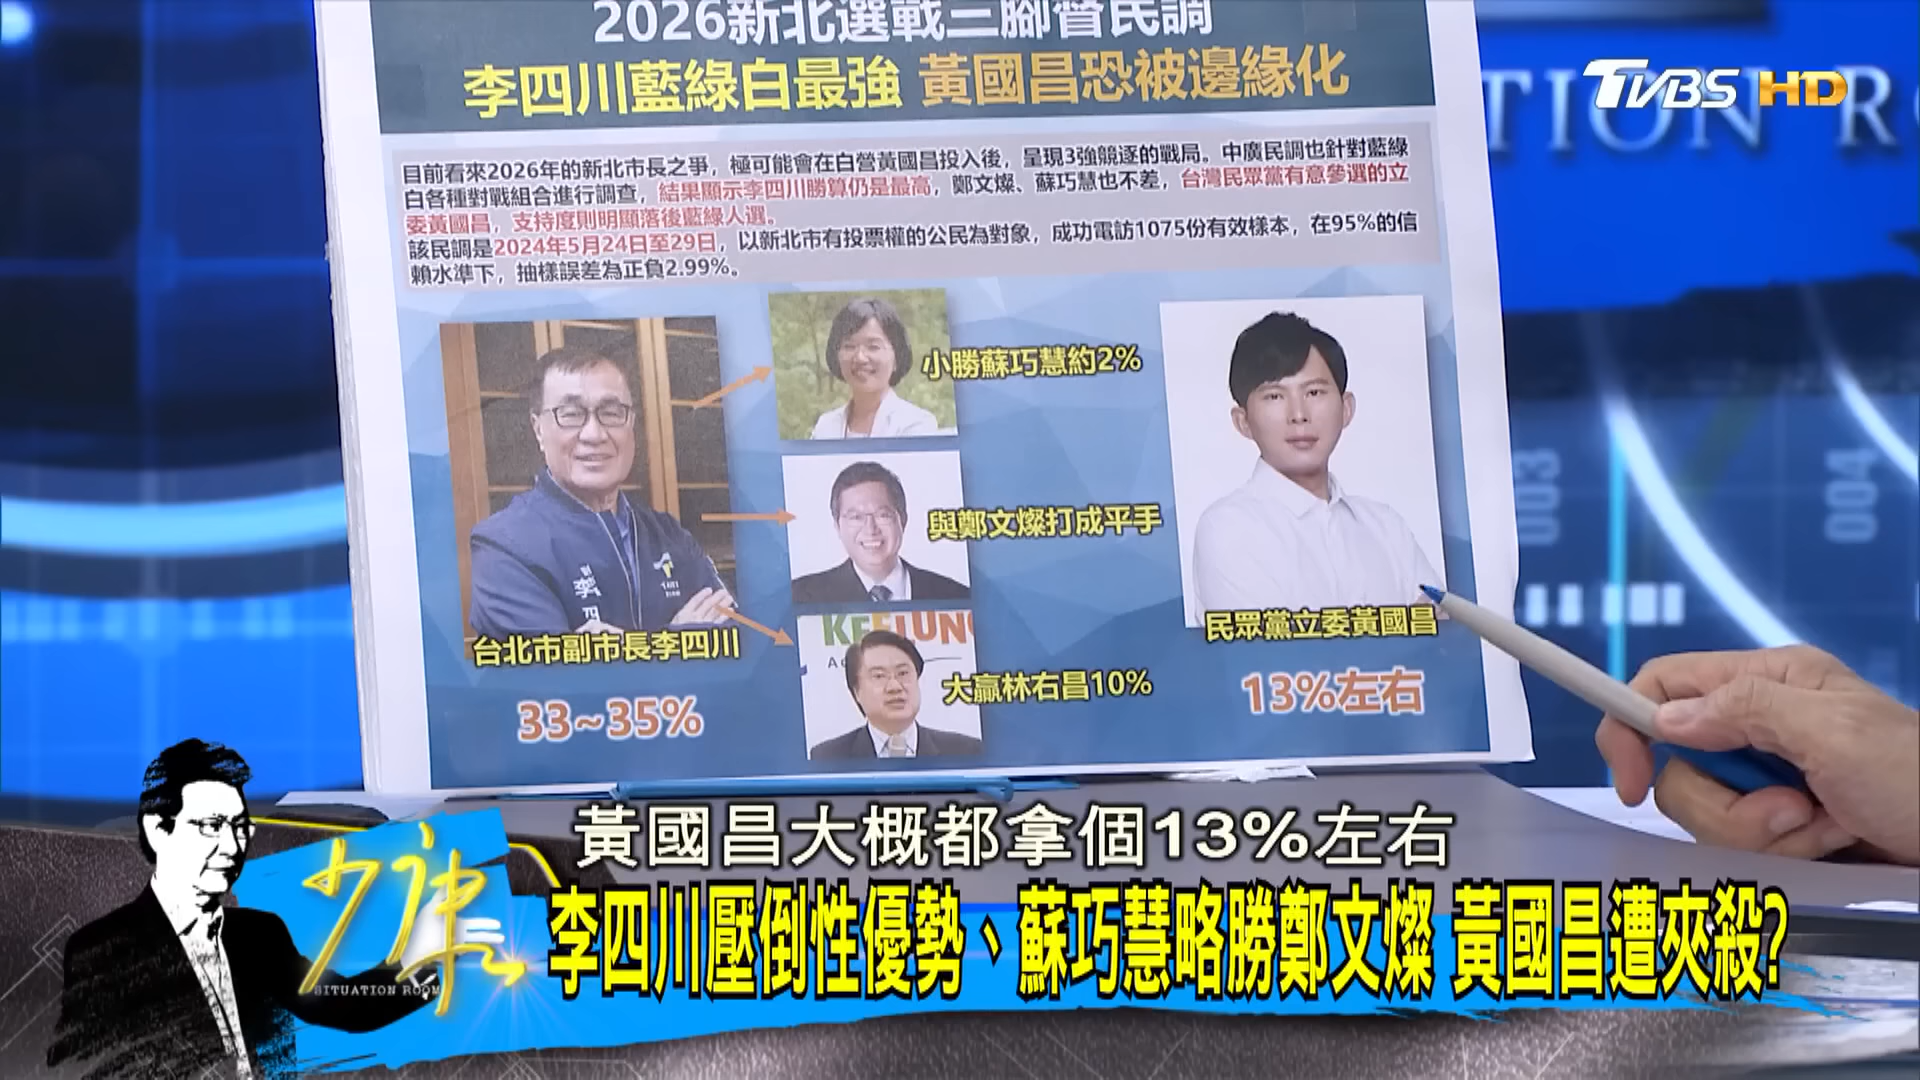 2026新北選戰三腳督民調
李四川藍綠白最強 黃國昌恐被邊緣化
TVBS HD
TION R
目前看來2026年的新北市長之爭，極可能會在白營黃國昌投入後，呈現3強競逐的戰局。中廣民調也針對藍綠
白各種對戰組合進行調查，結果顯示李四川勝算仍是最高，鄭文燦、蘇巧慧也不差，台灣民眾黨有意參選的立
委黃國昌，支持度則明顯落後藍綠人選。
該民調是2024年5月24日至29日，以新北市有投票權的公民為對象，成功電訪1075份有效樣本，在95%的信
賴水準下，抽樣誤差為正負2.99%。
小勝蘇巧慧約2%
與鄭文燦打成平手
KEELUNG
大贏林右昌10%
台北市副市長李四川
33~35%
民眾黨立委黃國昌
13%左右
003
004
黃國昌大概都拿個13%左右
少康
SITUATION ROOM
李四川壓倒性優勢、蘇巧慧略勝鄭文燦 黃國昌遭夾殺?